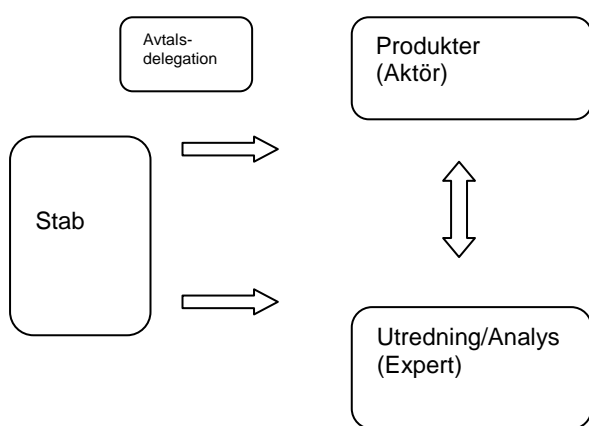 Avtals-
delegation
Produkter
(Aktör)
Stab
Utredning/Analys
(Expert)